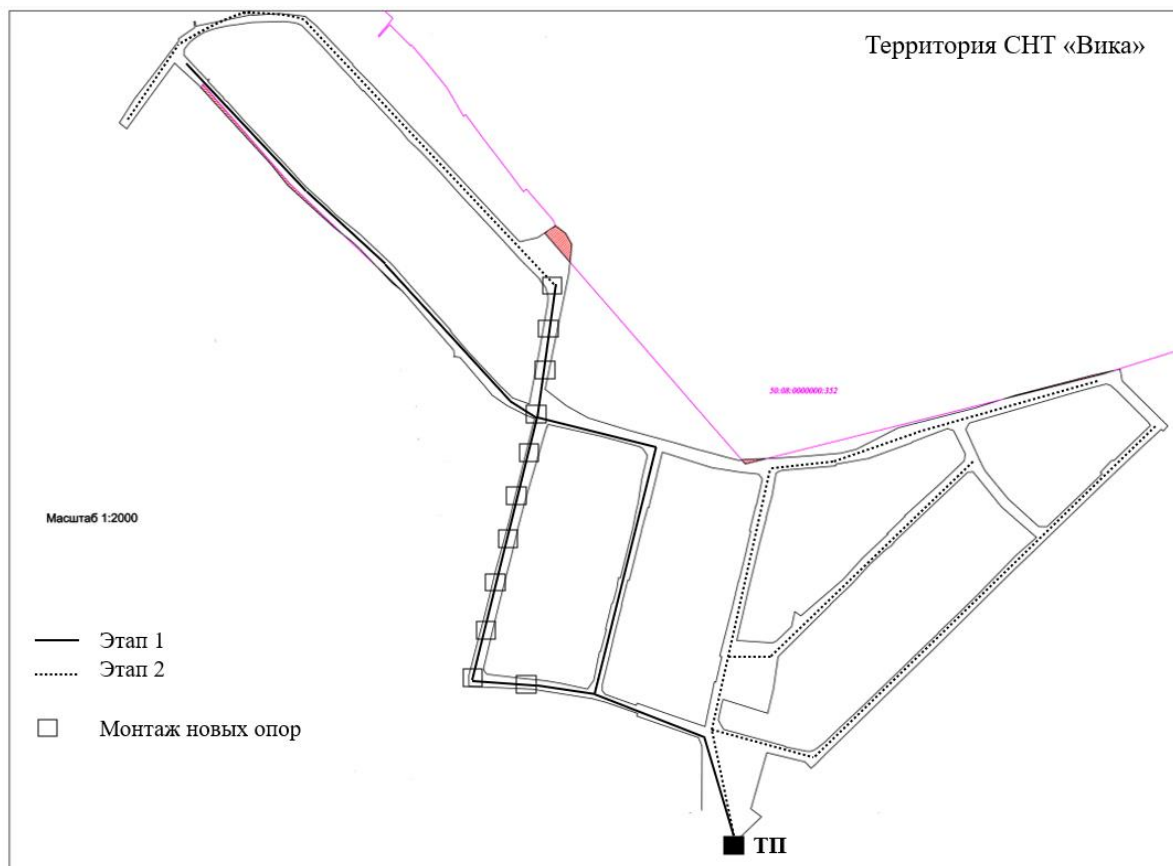 Территория СНТ «Вика»
50:08:0000000:352
Масштаб 1:2000
Этап 1
Этап 2
Монтаж новых опор
ТП